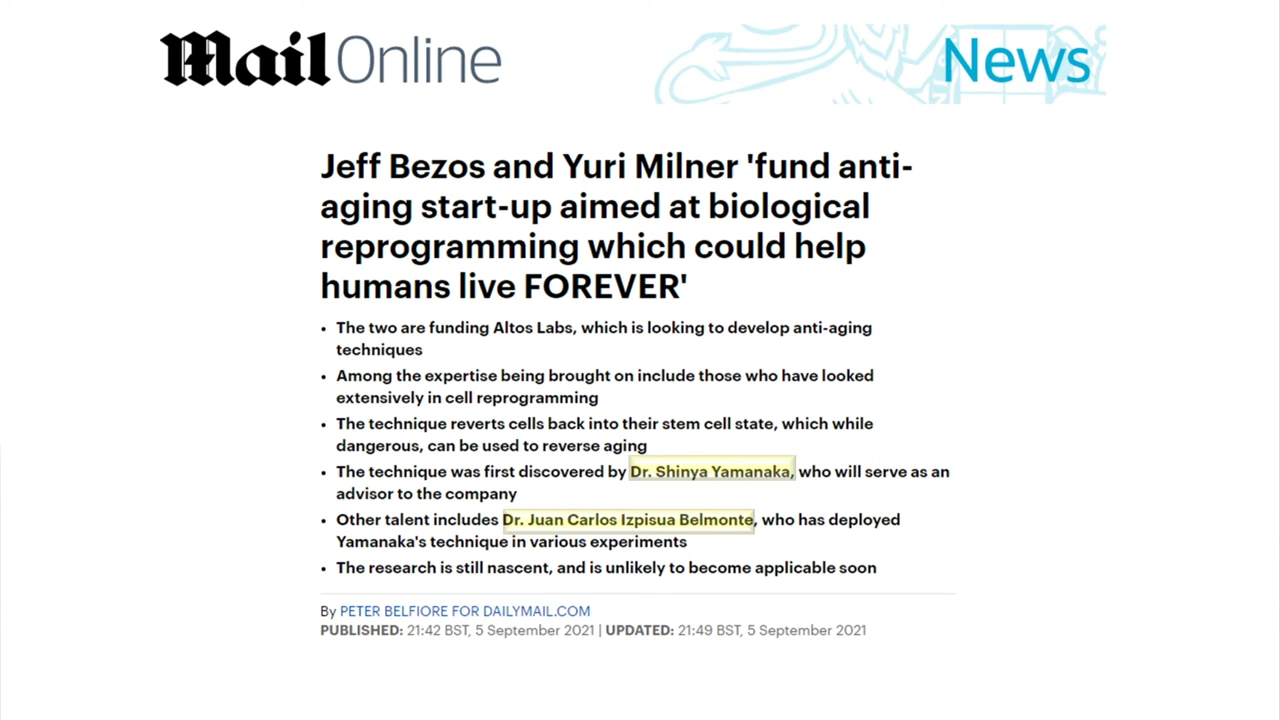 Mail Online
News
Jeff Bezos and Yuri Milner 'fund anti-
aging start-up aimed at biological
reprogramming which could help
humans live FOREVER'
• The two are funding Altos Labs, which is looking to develop anti-aging
techniques
• Among the expertise being brought on include those who have looked
extensively in cell reprogramming
• The technique reverts cells back into their stem cell state, which while
dangerous, can be used to reverse aging
• The technique was first discovered by Dr. Shinya Yamanaka, who will serve as an
advisor to the company
• Other talent includes Dr. Juan Carlos Izpisua Belmonte, who has deployed
Yamanaka's technique in various experiments
• The research is still nascent, and is unlikely to become applicable soon
By PETER BELFIORE FOR DAILYMAIL.COM
PUBLISHED: 21:42 BST, 5 September 2021 | UPDATED: 21:49 BST, 5 September 2021